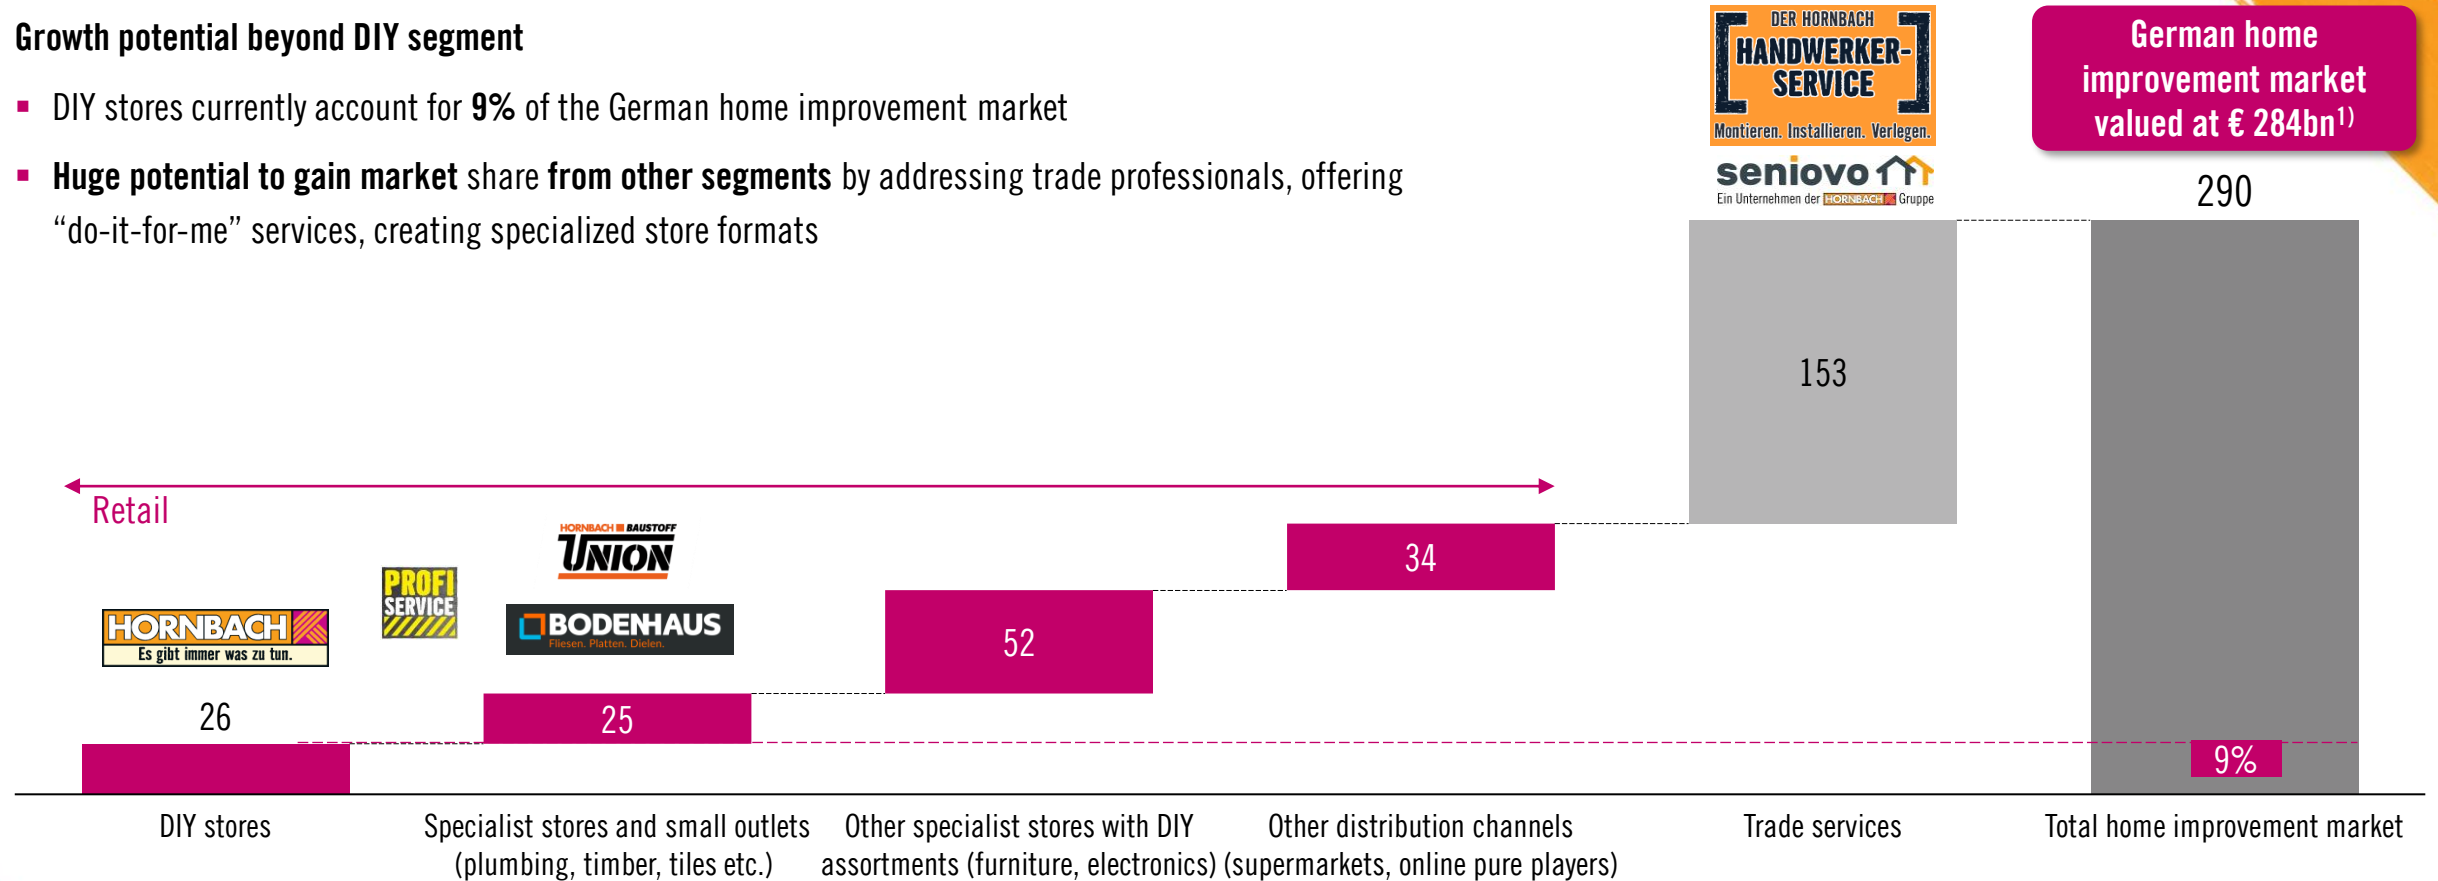 Growth potential beyond DIY segment
▪ DIY stores currently account for 9% of the German home improvement market
▪ Huge potential to gain market share from other segments by addressing trade professionals, offering
“do-it-for-me” services, creating specialized store formats
DER HORNBACH
HANDWERKER-
SERVICE
Montieren. Installieren. Verlegen.
seniovo
Ein Unternehmen der HORNBACH Gruppe
German home
improvement market
valued at € 284bn1)
290
153
Retail
HORNBACH BAUSTOFF
UNION
34
PROFI
SERVICE
HORNBACH
Es gibt immer was zu tun.
BODENHAUS
Fliesen. Platten. Dielen.
52
26
25
9%
DIY stores
Specialist stores and small outlets
(plumbing, timber, tiles etc.)
Other specialist stores with DIY
assortments (furniture, electronics)
Other distribution channels
(supermarkets, online pure players)
Trade services
Total home improvement market